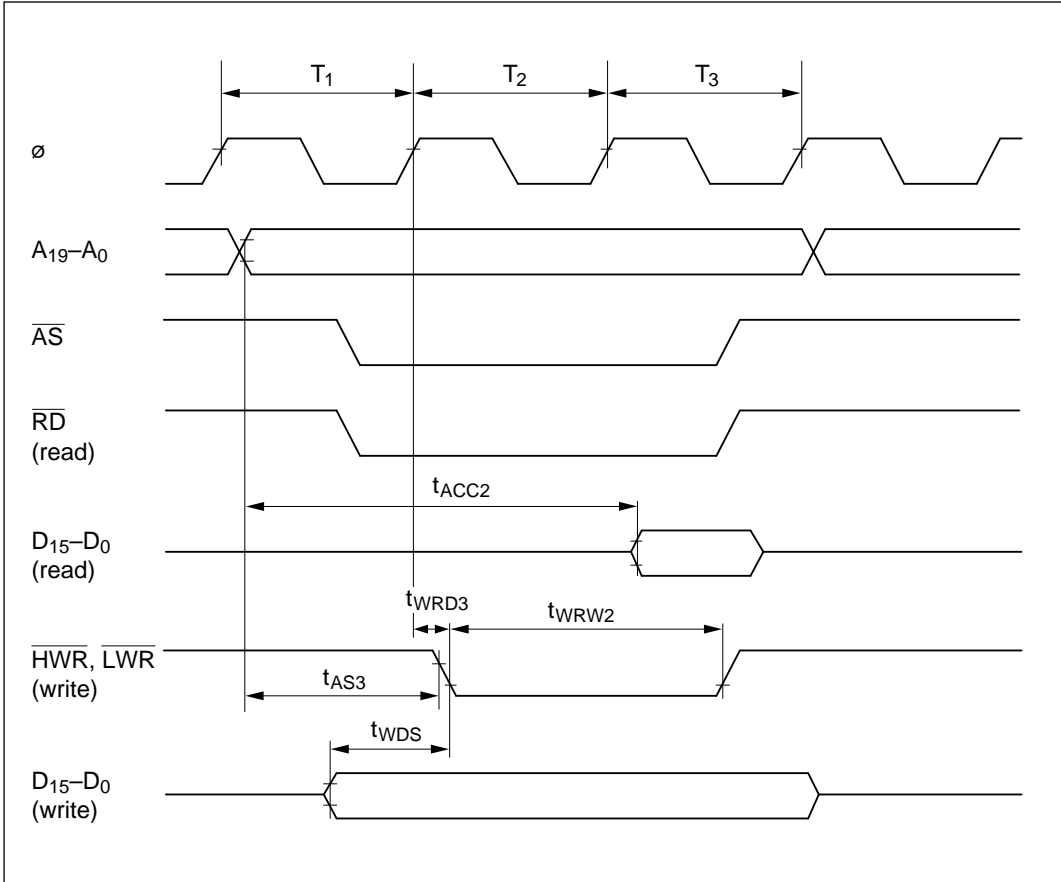 T1 T2 T3
ø
A19–A0
AS
RD
(read)
tACC2
D15–D0
(read)
tWRD3 tWRW2
HWR, LWR
(write)
tAS3
tWDS
D15–D0
(write)